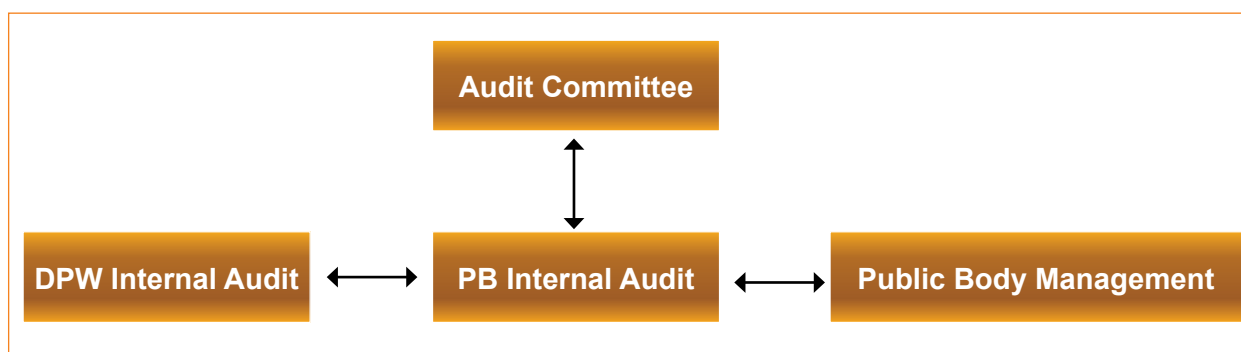 Audit Committee
DPW Internal Audit
PB Internal Audit
Public Body Management